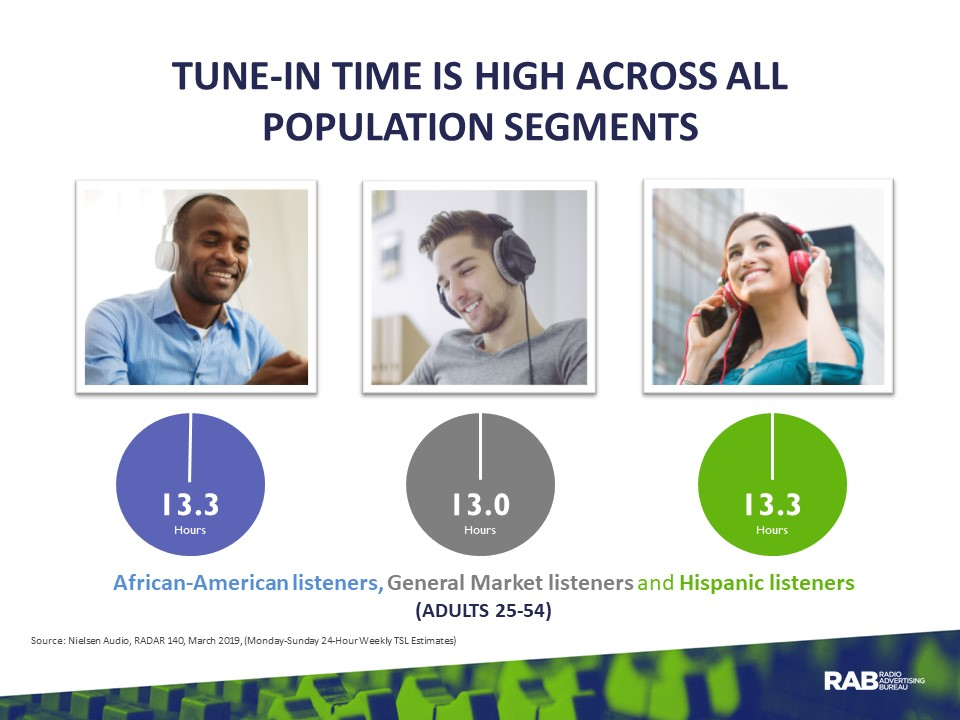 TUNE-IN TIME IS HIGH ACROSS ALL
POPULATION SEGMENTS
13.3
Hours
13.0
Hours
13.3
Hours
African-American listeners, General Market listeners and Hispanic listeners
(ADULTS 25-54)
Source: Nielsen Audio, RADAR 140, March 2019, (Monday-Sunday 24-Hour Weekly TSL Estimates)
RAB RADIO
ADVERTISING
BUREAU